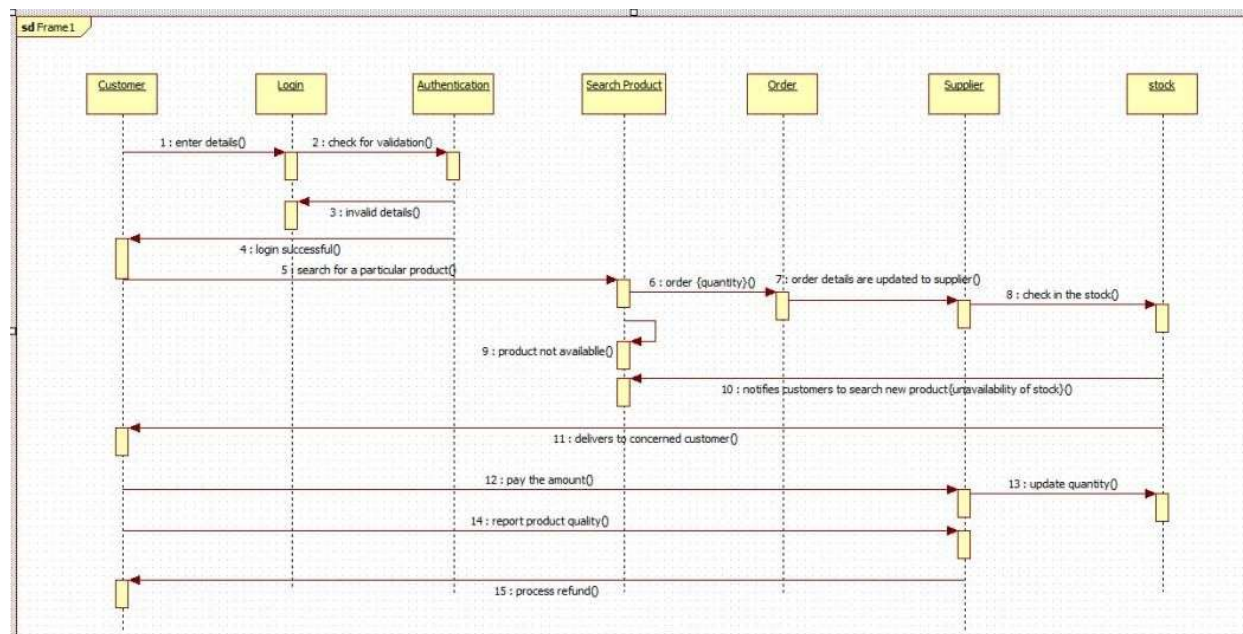 sd Frame1
Customer
Login
Authentication
Search Product
Order
Supplier
stock
1 : enter details()
2 : check for validation()
3 : invalid details()
4 : login successful()
5 : search for a particular product()
6 : order {quantity}()
7 : order details are updated to supplier()
8 : check in the stock()
9 : product not availablle()
10 : notifies customers to search new product{unavailability of stock}()
11 : delivers to concerned customer()
12 : pay the amount()
13 : update quantity()
14 : report product quality()
15 : process refund()